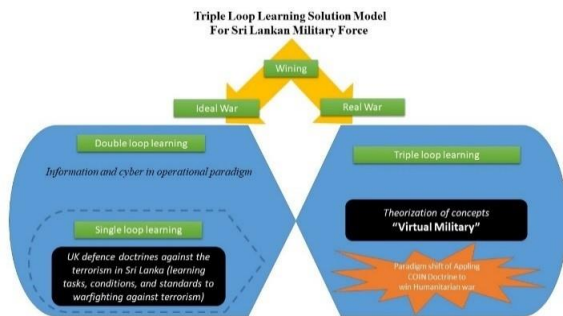 Triple Loop Learning Solution Model
For Sri Lankan Military Force
Wining
Ideal War
Real War
Double loop learning
Information and cyber in operational paradigm
Single loop learning
UK defence doctrines against the
terrorism in Sri Lanka (learning
tasks, conditions, and standards to
warfighting against terrorism)
Triple loop learning
Theorization of concepts
"Virtual Military"
Paradigm shift of Appling
COIN Doctrine to
win Humanitarian war